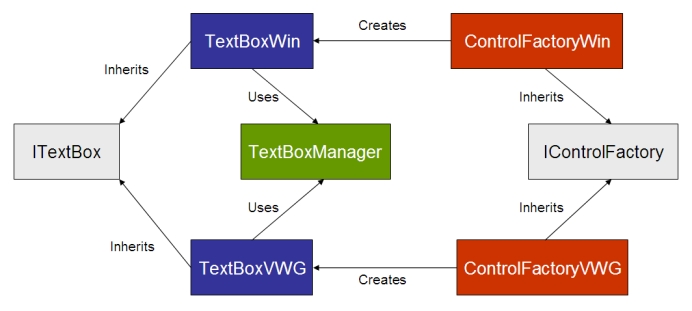 TextBoxWin
Creates
ControlFactoryWin
Inherits
Uses
Inherits
ITextBox
TextBoxManager
IControlFactory
Inherits
Uses
Inherits
TextBoxVWG
Creates
ControlFactoryVWG